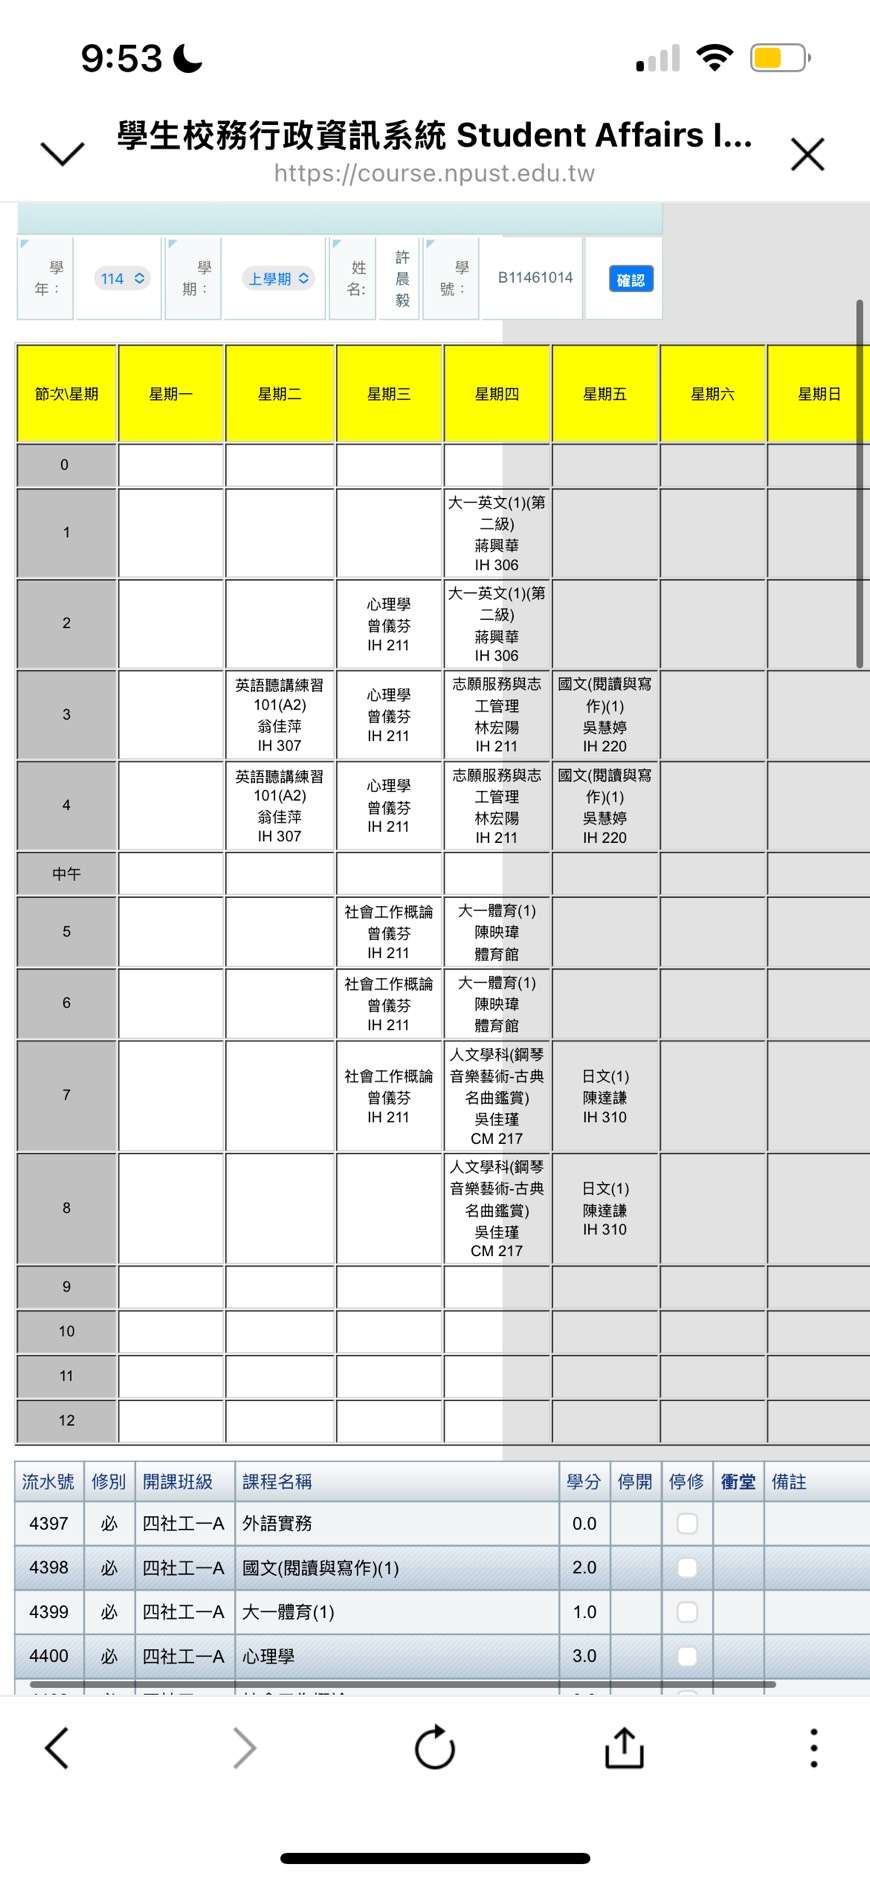 9:53
學生校務行政資訊系統 Student Affairs I...
https://course.npust.edu.tw
學年： 114 學期： 上學期 姓名: 許晨毅 學號： B11461014 確認
節次\星期 星期一 星期二 星期三 星期四 星期五 星期六 星期日
0
1
大一英文(1)(第
二級)
蔣興華
IH 306
2
心理學
曾儀芬
IH 211
大一英文(1)(第
二級)
蔣興華
IH 306
3
英語聽講練習
101(A2)
翁佳萍
IH 307
心理學
曾儀芬
IH 211
志願服務與志
工管理
林宏陽
IH 211
國文(閱讀與寫
作)(1)
吳慧婷
IH 220
4
英語聽講練習
101(A2)
翁佳萍
IH 307
心理學
曾儀芬
IH 211
志願服務與志
工管理
林宏陽
IH 211
國文(閱讀與寫
作)(1)
吳慧婷
IH 220
中午
5
社會工作概論
曾儀芬
IH 211
大一體育(1)
陳映瑋
體育館
6
社會工作概論
曾儀芬
IH 211
大一體育(1)
陳映瑋
體育館
7
社會工作概論
曾儀芬
IH 211
人文學科(鋼琴
音樂藝術-古典
名曲鑑賞)
吳佳瑾
CM 217
日文(1)
陳達謙
IH 310
8
人文學科(鋼琴
音樂藝術-古典
名曲鑑賞)
吳佳瑾
CM 217
日文(1)
陳達謙
IH 310
9
10
11
12
流水號 修別 開課班級 課程名稱 學分 停開 停修 衝堂 備註
4397 必 四社工一A 外語實務 0.0
4398 必 四社工一A 國文(閱讀與寫作)(1) 2.0
4399 必 四社工一A 大一體育(1) 1.0
4400 必 四社工一A 心理學 3.0